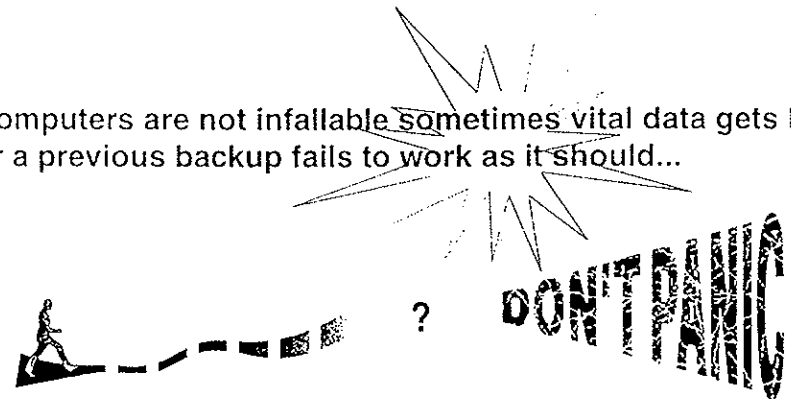 omputers are not infallable sometimes vital data gets
r a previous backup fails to work as it should...
?
DON'T PANIC